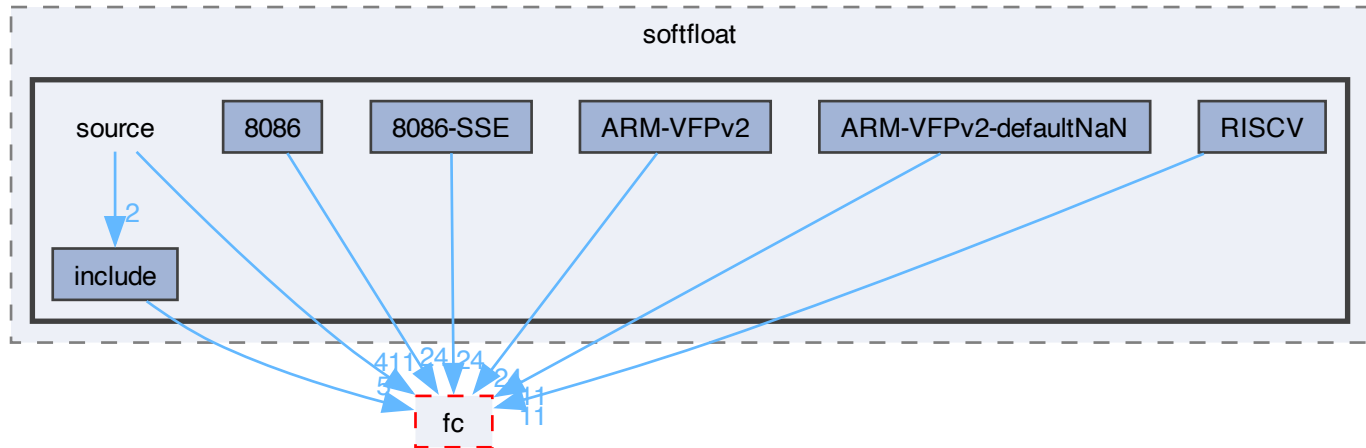 softfloat
source
8086
8086-SSE
ARM-VFPv2
ARM-VFPv2-defaultNaN
RISCV
2
include
411
24
24
24
5
11
11
fc